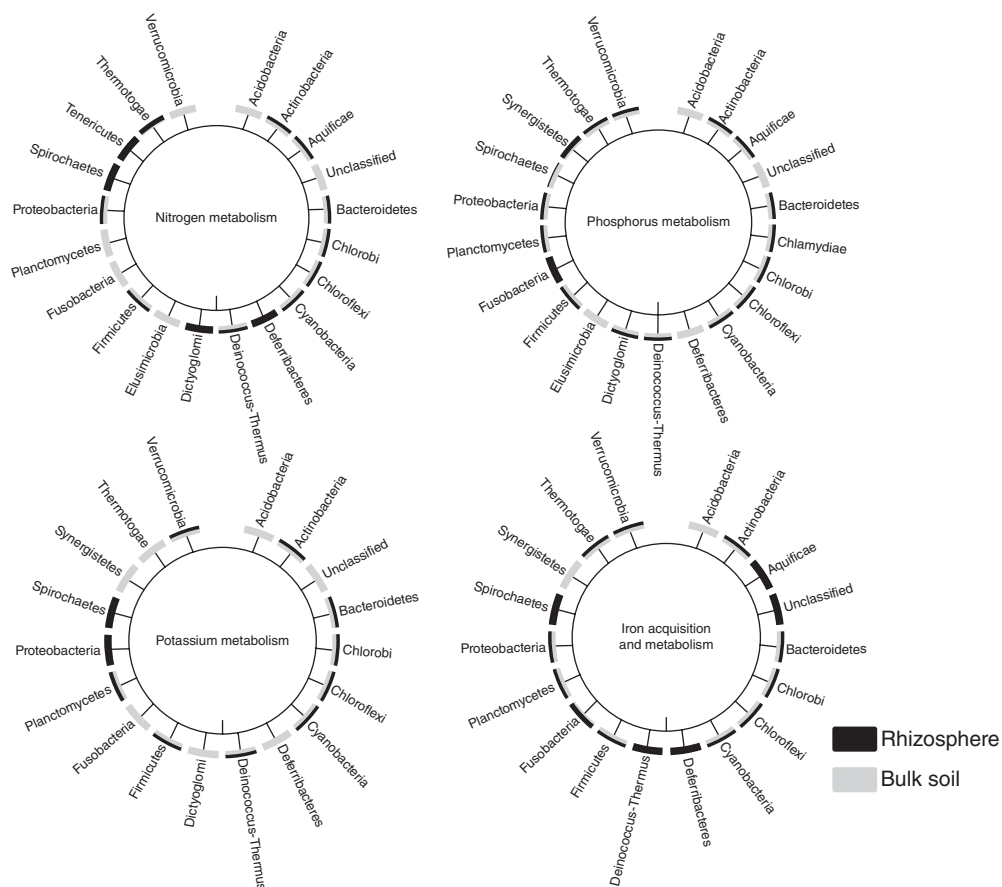 Verrucomicrobia
Thermotogae
Tenericutes
Spirochaetes
Proteobacteria
Planctomycetes
Fusobacteria
Firmicutes
Elusimicrobia
Dictyoglomi
Deinococcus-Thermus
Deferribacteres
Cyanobacteria
Chloroflexi
Chlorobi
Bacteroidetes
Unclassified
Aquificae
Actinobacteria
Acidobacteria
Nitrogen metabolism
Verrucomicrobia
Thermotogae
Synergistetes
Spirochaetes
Proteobacteria
Planctomycetes
Fusobacteria
Firmicutes
Elusimicrobia
Dictyoglomi
Deinoccucus-Thermus
Deferribacteres
Cyanobacteria
Chloroflexi
Chlorobi
Chlamydiae
Bacteroidetes
Unclassified
Aquificae
Actinobacteria
Acidobacteria
Phosphorus metabolism
Verrucomicrobia
Thermotogae
Synergistetes
Spirochaetes
Proteobacteria
Planctomycetes
Fusobacteria
Firmicutes
Dictyoglomi
Deinococcus-Thermus
Deferribacteres
Cyanobacteria
Chloroflexi
Chlorobi
Bacteroidetes
Unclassified
Actinobacteria
Acidobacteria
Potassium metabolism
Verrucomicrobia
Thermotogae
Synergistetes
Spirochaetes
Proteobacteria
Planctomycetes
Fusobacteria
Firmicutes
Deinococcus-Thermus
Deferribacteres
Cyanobacteria
Chloroflexi
Chlorobi
Bacteroidetes
Unclassified
Aquificae
Actinobacteria
Acidobacteria
Iron acquisition
and metabolism
Rhizosphere
Bulk soil